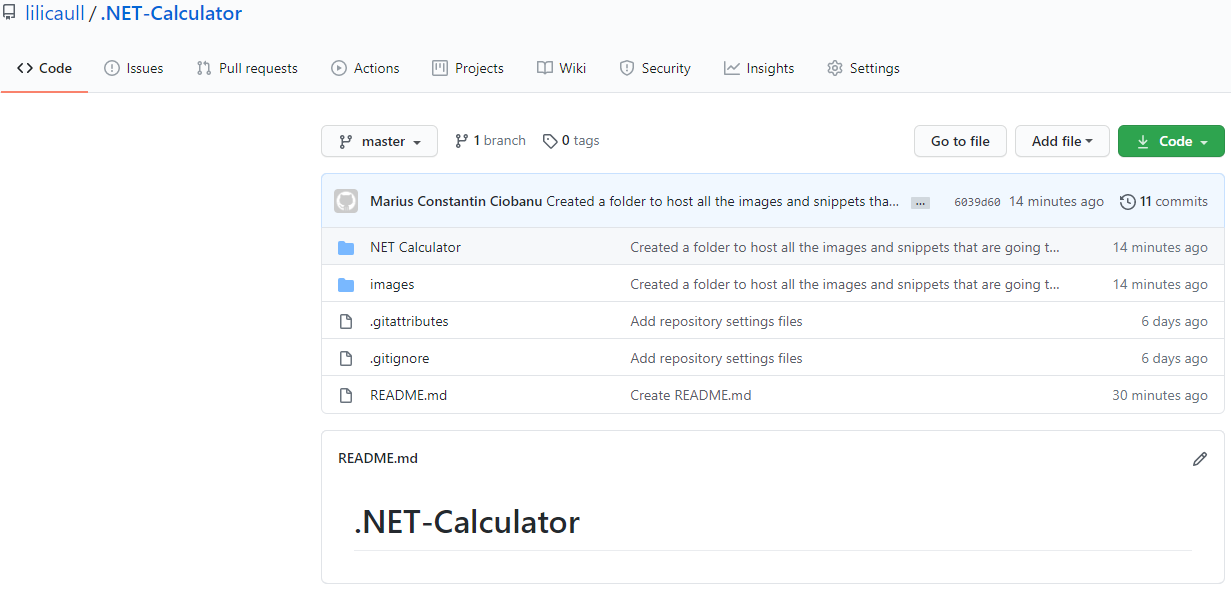 lilicaull / .NET-Calculator
Code Issues Pull requests Actions Projects Wiki Security Insights Settings
master 1 branch 0 tags Go to file Add file Code
Marius Constantin Ciobanu Created a folder to host all the images and snippets tha... ... 6039d60 14 minutes ago 11 commits
NET Calculator Created a folder to host all the images and snippets that are going t... 14 minutes ago
images Created a folder to host all the images and snippets that are going t... 14 minutes ago
.gitattributes Add repository settings files 6 days ago
.gitignore Add repository settings files 6 days ago
README.md Create README.md 30 minutes ago
README.md
.NET-Calculator